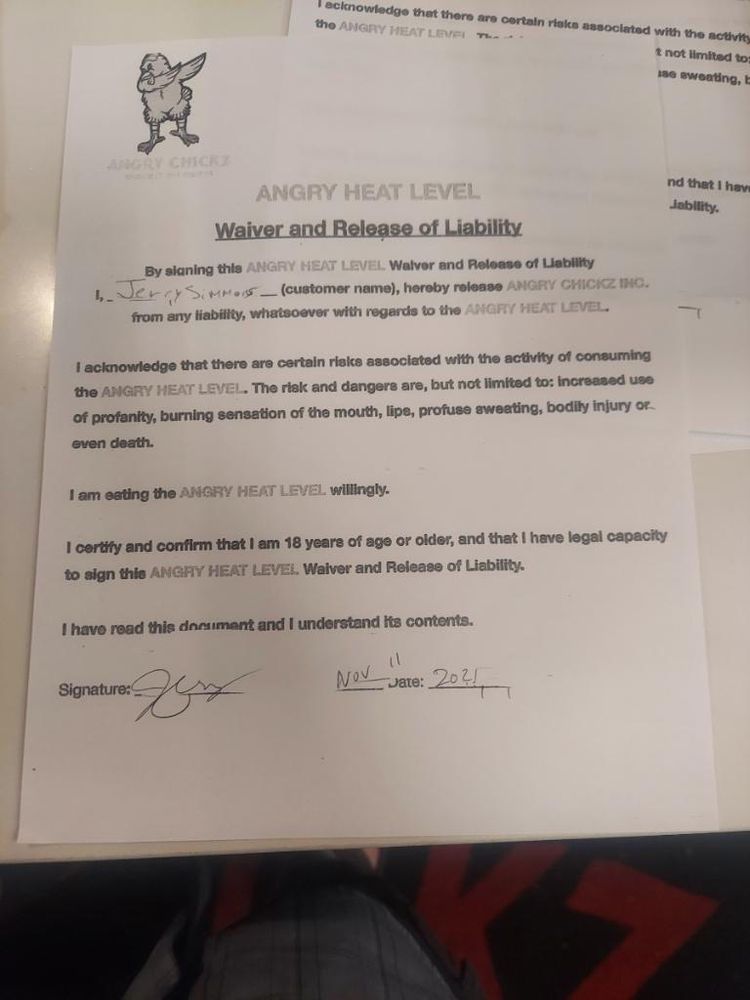 I acknowledge that there are certain risks associated with the activity
the ANGRY HEAT LEVEL
t not limited to:
use sweating, b
nd that I have
Liability.
ANGRY CHICKZ
ANGRY HEAT LEVEL
Waiver and Release of Liability
By signing this ANGRY HEAT LEVEL Waiver and Release of Liability
I, Jerry Simmons (customer name), hereby release ANGRY CHICKZ INC.
from any liability, whatsoever with regards to the ANGRY HEAT LEVEL.
I acknowledge that there are certain risks associated with the activity of consuming
the ANGRY HEAT LEVEL. The risk and dangers are, but not limited to: increased use
of profanity, burning sensation of the mouth, lips, profuse sweating, bodily injury or
even death.
I am eating the ANGRY HEAT LEVEL willingly.
I certify and confirm that I am 18 years of age or older, and that I have legal capacity
to sign this ANGRY HEAT LEVEL Waiver and Release of Liability.
I have read this document and I understand its contents.
Signature: Jerry Nov 11 Date: 2021
KZ